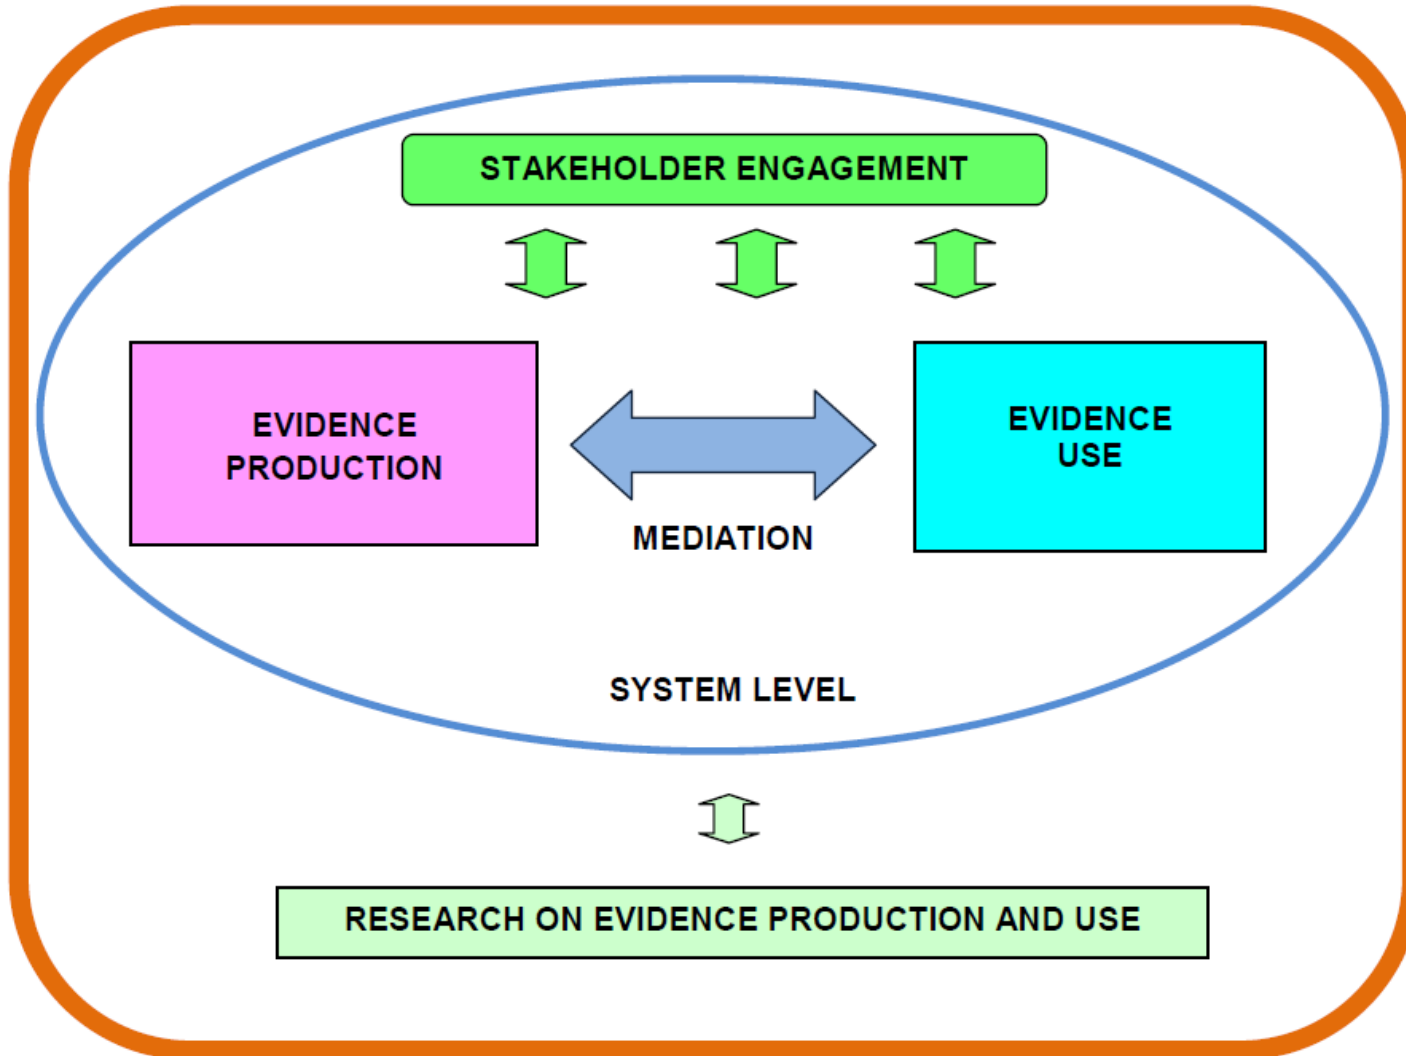 STAKEHOLDER ENGAGEMENT
EVIDENCE
PRODUCTION
MEDIATION
EVIDENCE
USE
SYSTEM LEVEL
RESEARCH ON EVIDENCE PRODUCTION AND USE